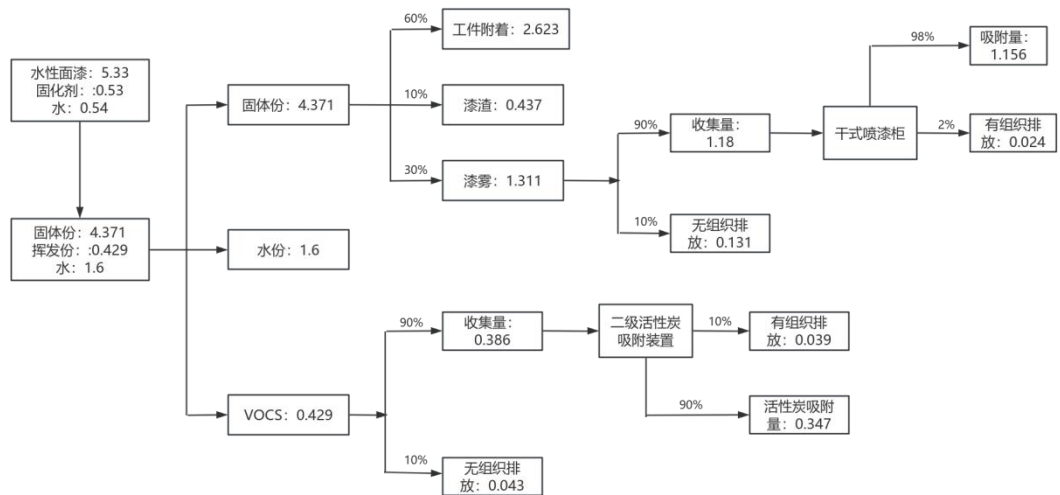 水性面漆：5.33
固化剂：:0.53
水：0.54
固体份：4.371
挥发份：:0.429
水：1.6
固体份：4.371
水份：1.6
VOCS：0.429
60%
工件附着：2.623
10%
漆渣：0.437
30%
漆雾：1.311
90%
收集量：
1.18
10%
无组织排
放：0.131
干式喷漆柜
98%
吸附量：
1.156
2%
有组织排
放：0.024
90%
收集量：
0.386
10%
无组织排
放：0.043
二级活性炭
吸附装置
10%
有组织排
放：0.039
90%
活性炭吸附
量：0.347